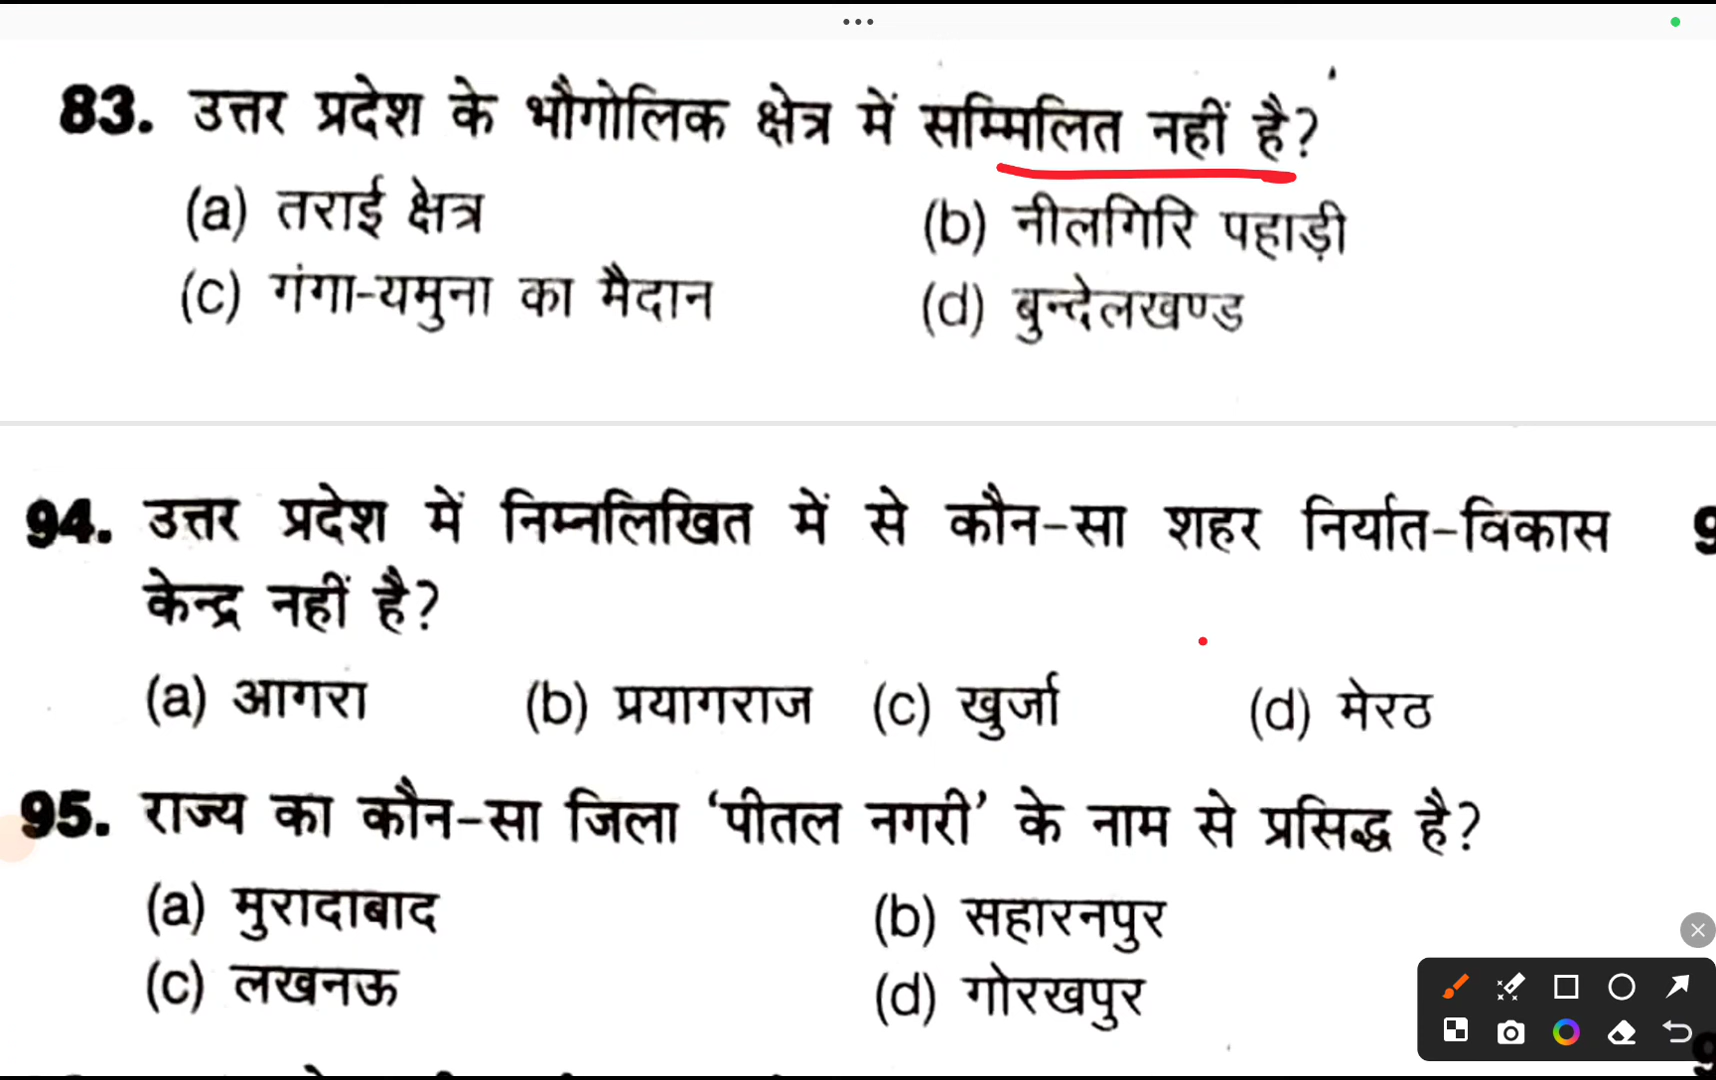 83. उत्तर प्रदेश के भौगोलिक क्षेत्र में सम्मिलित नहीं है?
(a) तराई क्षेत्र (b) नीलगिरि पहाड़ी
(c) गंगा-यमुना का मैदान (d) बुन्देलखण्ड
94. उत्तर प्रदेश में निम्नलिखित में से कौन-सा शहर निर्यात-विकास
केन्द्र नहीं है?
(a) आगरा (b) प्रयागराज (c) खुर्जा (d) मेरठ
95. राज्य का कौन-सा जिला ‘पीतल नगरी’ के नाम से प्रसिद्ध है?
(a) मुरादाबाद (b) सहारनपुर
(c) लखनऊ (d) गोरखपुर